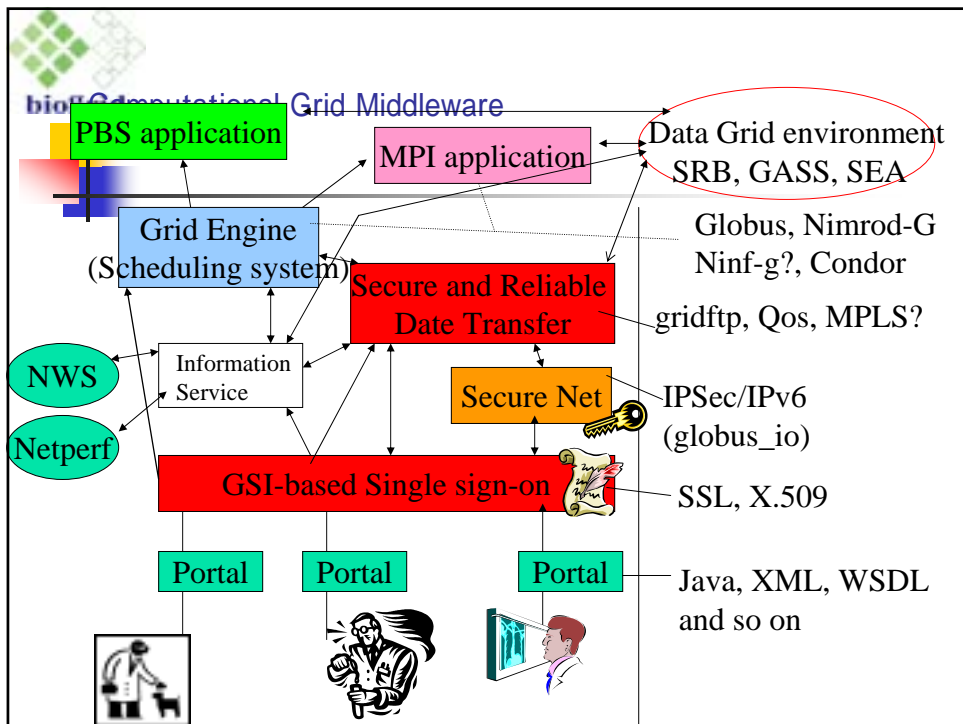 Computational Grid Middleware
PBS application
MPI application
Data Grid environment
SRB, GASS, SEA
Grid Engine
(Scheduling system)
Globus, Nimrod-G
Ninf-g?, Condor
Secure and Reliable
Date Transfer
gridftp, Qos, MPLS?
NWS
Information
Service
Netperf
Secure Net
IPSec/IPv6
(globus_io)
GSI-based Single sign-on
SSL, X.509
Portal
Portal
Portal
Java, XML, WSDL
and so on